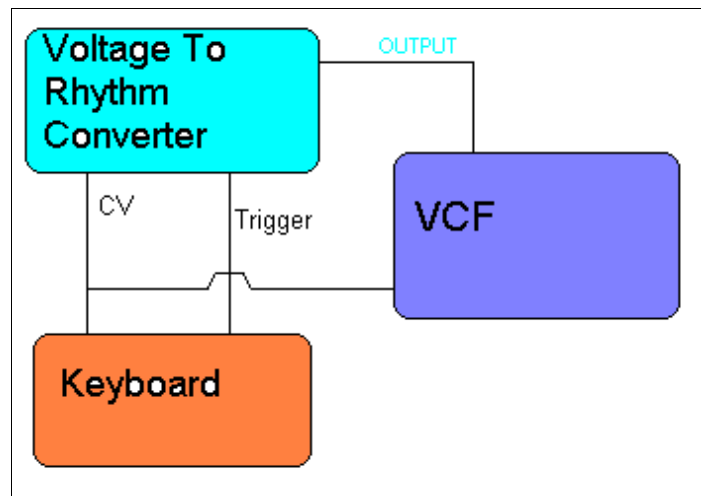 Voltage To
Rhythm
Converter
OUTPUT
CV
Trigger
VCF
Keyboard